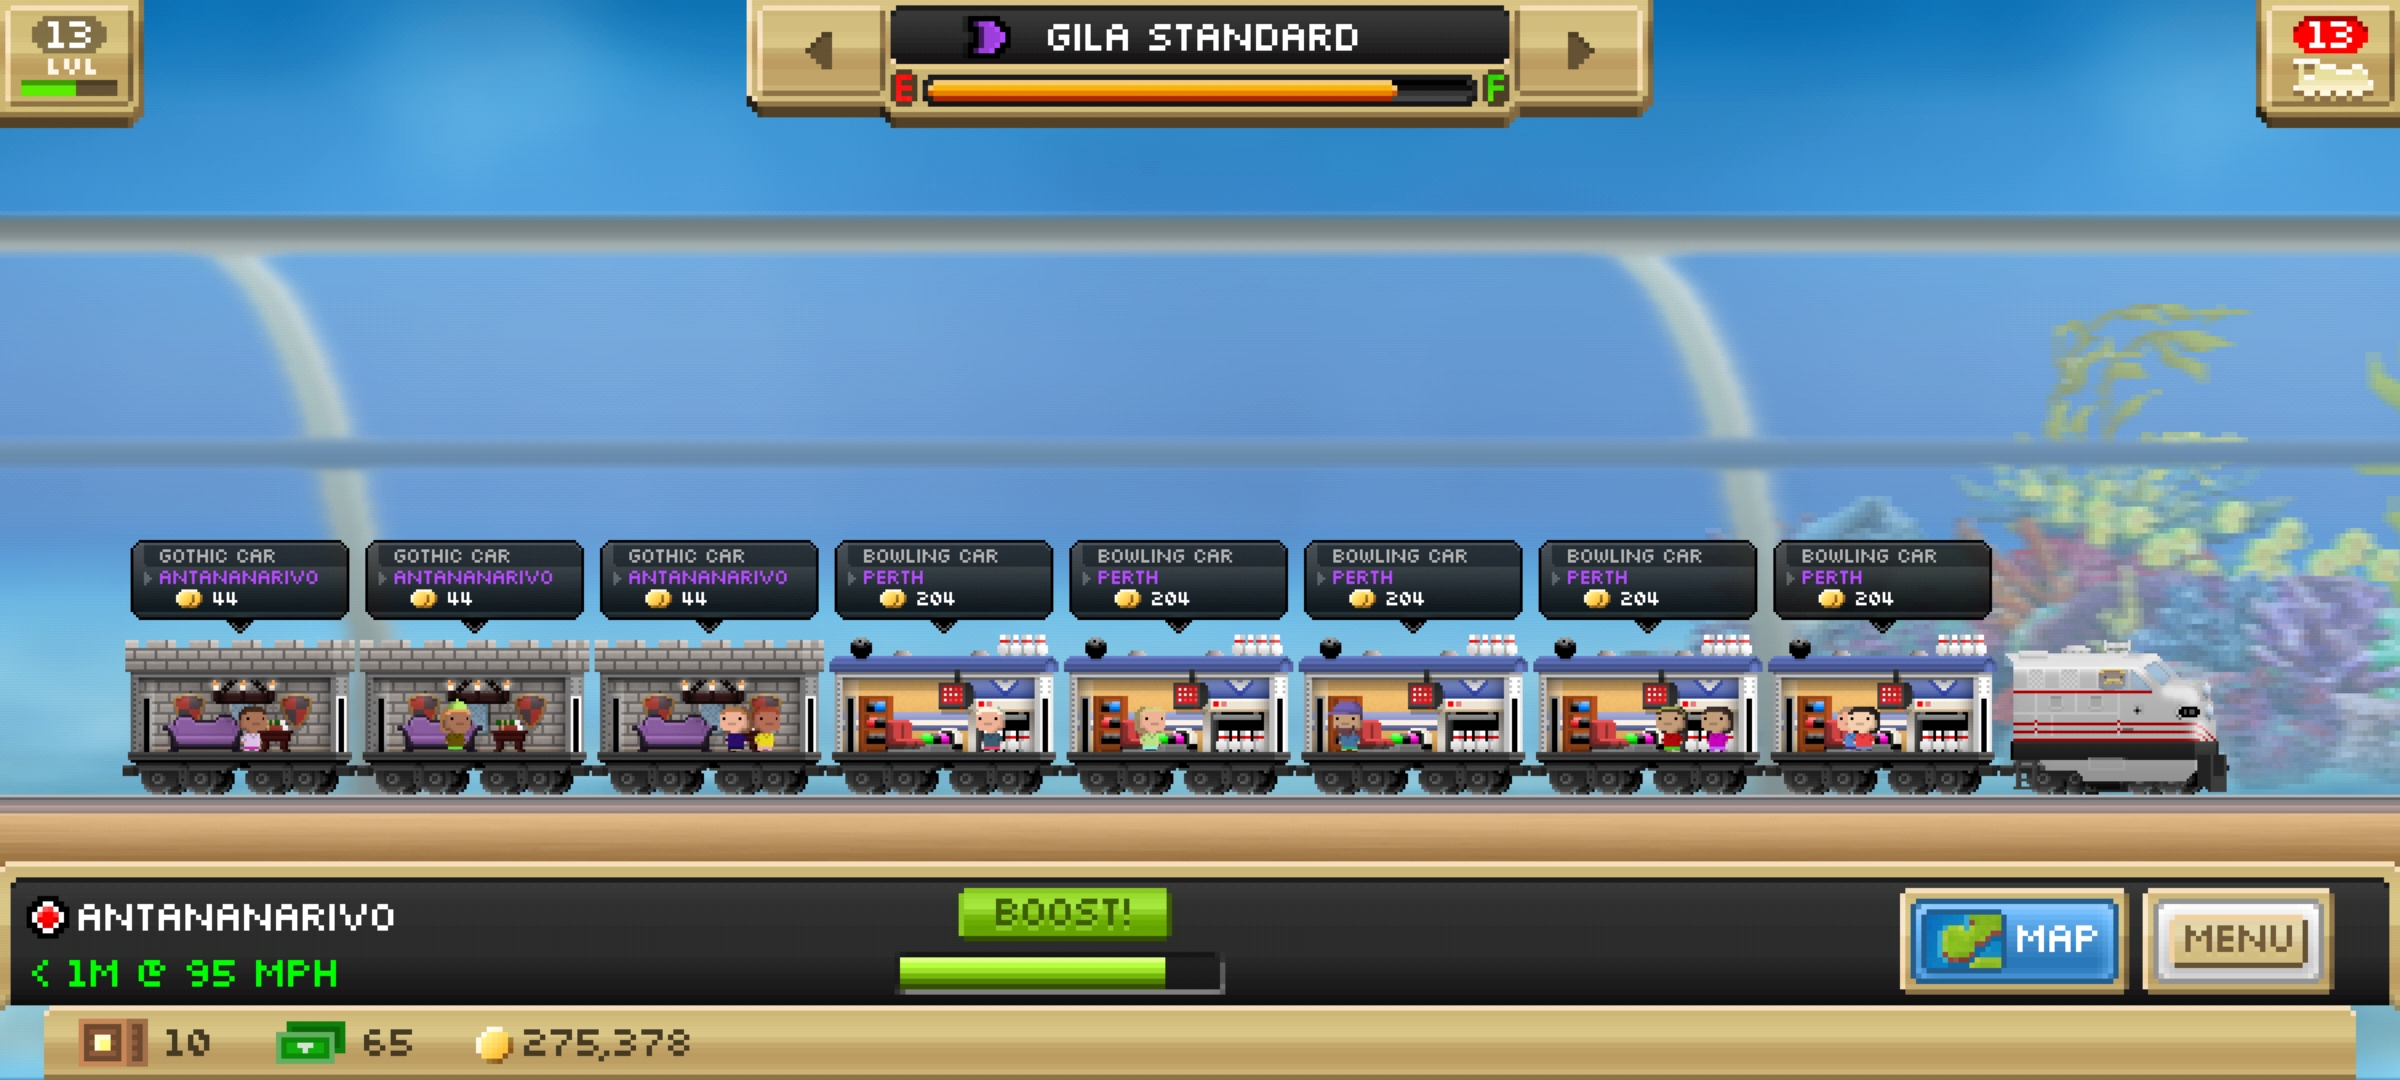 13
LVL
GILA STANDARD
E
F
13
GOTHIC CAR
ANTANANARIVO
44
GOTHIC CAR
ANTANANARIVO
44
GOTHIC CAR
ANTANANARIVO
44
BOWLING CAR
PERTH
204
BOWLING CAR
PERTH
204
BOWLING CAR
PERTH
204
BOWLING CAR
PERTH
204
BOWLING CAR
PERTH
204
ANTANANARIVO
< 1M @ 95 MPH
BOOST!
MAP
MENU
10
65
275,378